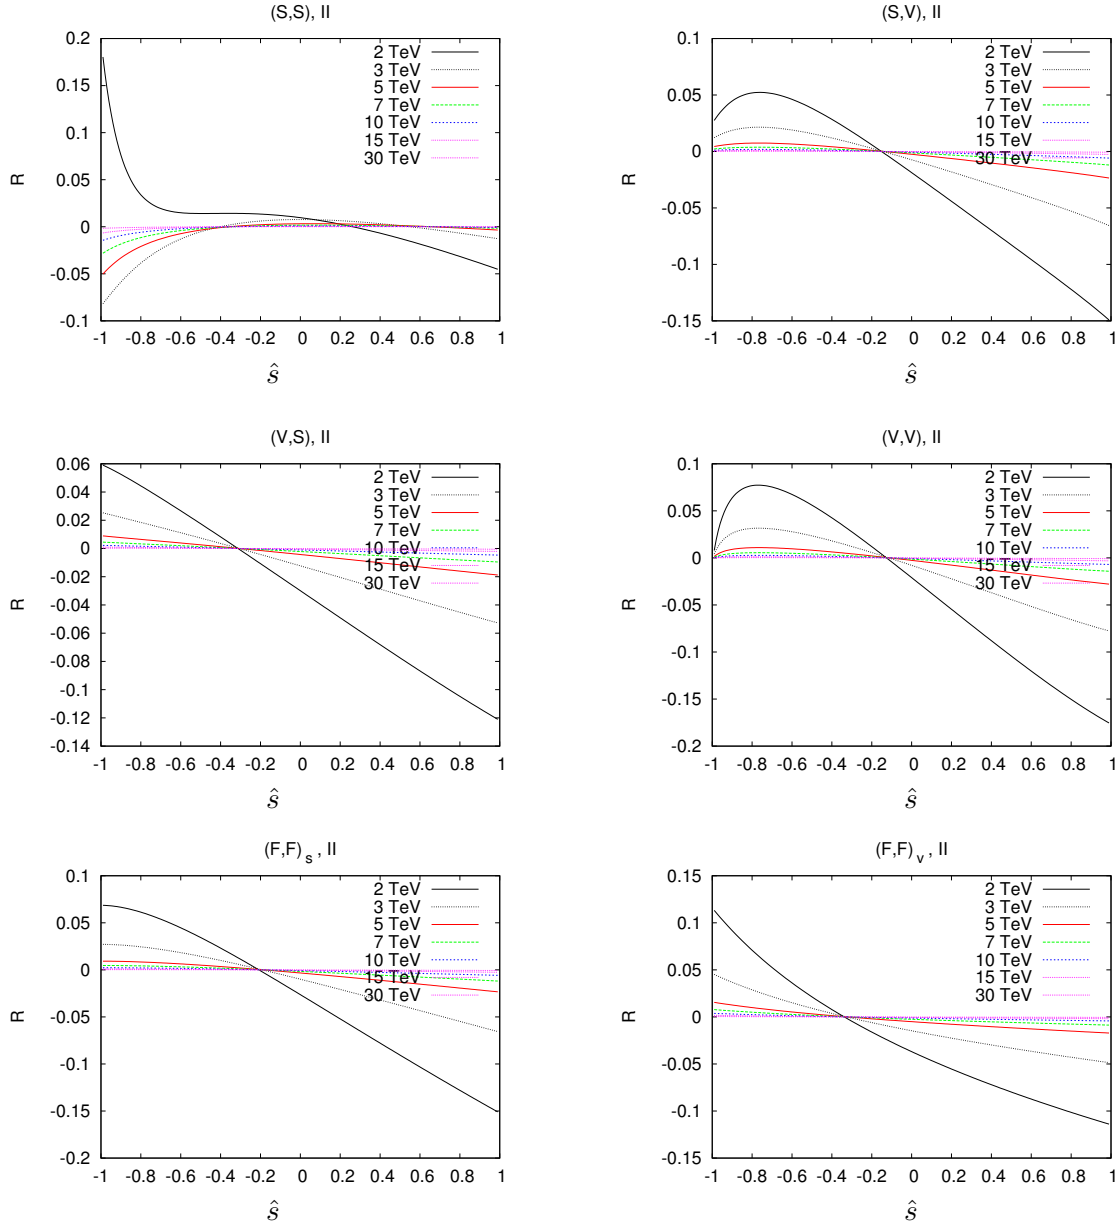 (S,S), II
R
0.2
0.15
0.1
0.05
0
-0.05
-0.1
2 TeV
3 TeV
5 TeV
7 TeV
10 TeV
15 TeV
30 TeV
-1 -0.8 -0.6 -0.4 -0.2 0 0.2 0.4 0.6 0.8 1
ŝ
(S,V), II
R
0.1
0.05
0
-0.05
-0.1
-0.15
2 TeV
3 TeV
5 TeV
7 TeV
10 TeV
15 TeV
30 TeV
-1 -0.8 -0.6 -0.4 -0.2 0 0.2 0.4 0.6 0.8 1
ŝ
(V,S), II
R
0.06
0.04
0.02
0
-0.02
-0.04
-0.06
-0.08
-0.1
-0.12
-0.14
2 TeV
3 TeV
5 TeV
7 TeV
10 TeV
15 TeV
30 TeV
-1 -0.8 -0.6 -0.4 -0.2 0 0.2 0.4 0.6 0.8 1
ŝ
(V,V), II
R
0.1
0.05
0
-0.05
-0.1
-0.15
-0.2
2 TeV
3 TeV
5 TeV
7 TeV
10 TeV
15 TeV
30 TeV
-1 -0.8 -0.6 -0.4 -0.2 0 0.2 0.4 0.6 0.8 1
ŝ
(F,F)s , II
R
0.1
0.05
0
-0.05
-0.1
-0.15
-0.2
2 TeV
3 TeV
5 TeV
7 TeV
10 TeV
15 TeV
30 TeV
-1 -0.8 -0.6 -0.4 -0.2 0 0.2 0.4 0.6 0.8 1
ŝ
(F,F)v , II
R
0.15
0.1
0.05
0
-0.05
-0.1
-0.15
2 TeV
3 TeV
5 TeV
7 TeV
10 TeV
15 TeV
30 TeV
-1 -0.8 -0.6 -0.4 -0.2 0 0.2 0.4 0.6 0.8 1
ŝ